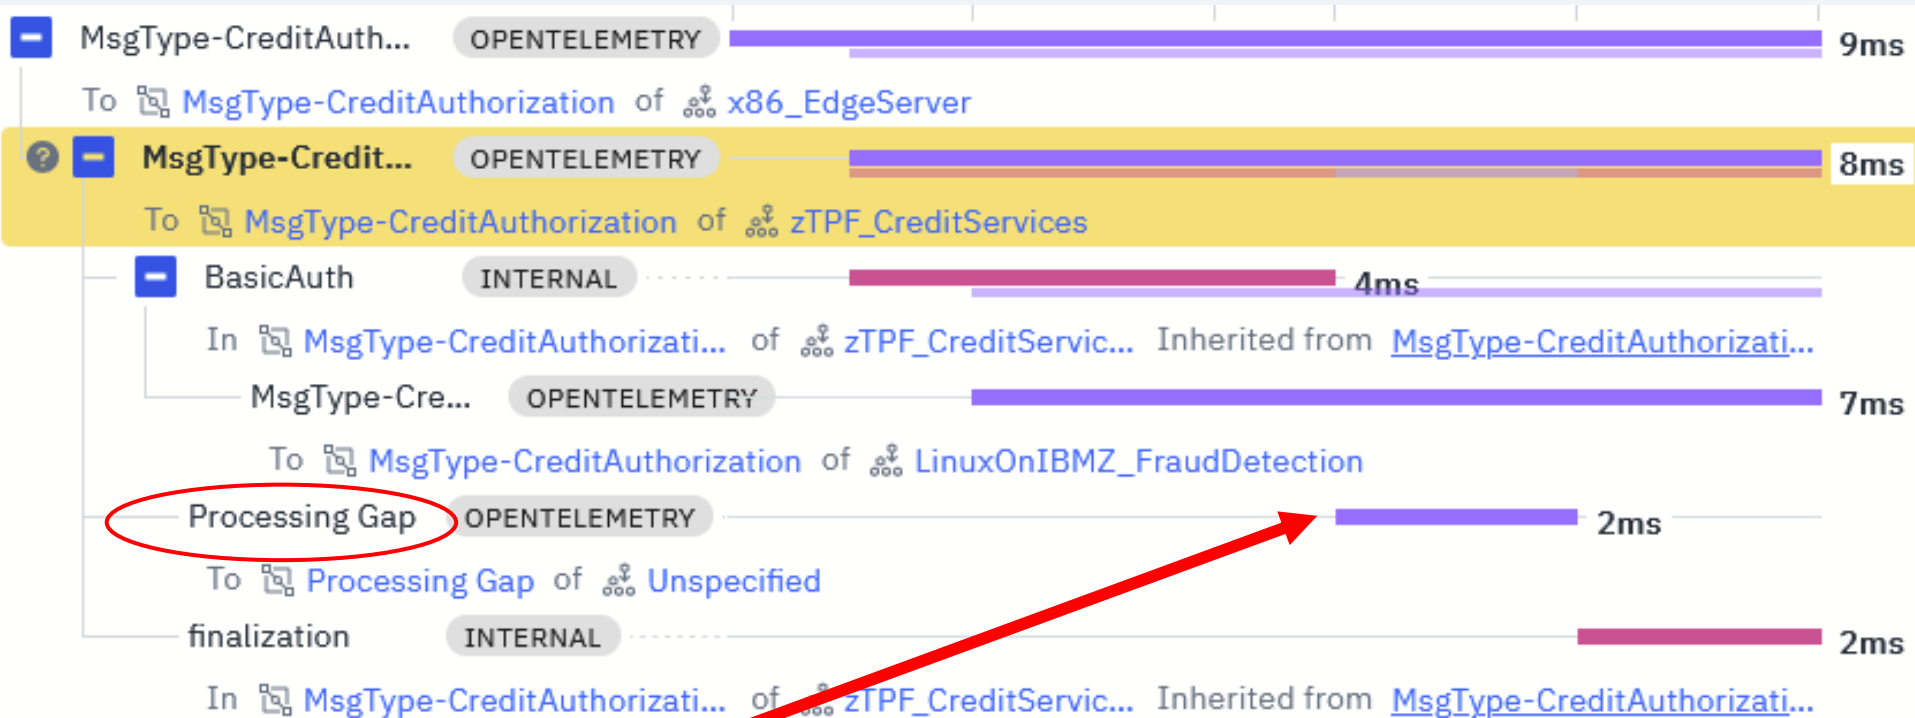 MsgType-CreditAuth... OPENTELEMETRY 9ms
To MsgType-CreditAuthorization of x86_EdgeServer
? MsgType-Credit... OPENTELEMETRY 8ms
To MsgType-CreditAuthorization of zTPF_CreditServices
BasicAuth INTERNAL 4ms
In MsgType-CreditAuthorizati... of zTPF_CreditServic... Inherited from MsgType-CreditAuthorizati...
MsgType-Cre... OPENTELEMETRY 7ms
To MsgType-CreditAuthorization of LinuxOnIBMZ_FraudDetection
Processing Gap OPENTELEMETRY 2ms
To Processing Gap of Unspecified
finalization INTERNAL 2ms
In MsgType-CreditAuthorizati... of zTPF_CreditServic... Inherited from MsgType-CreditAuthorizati...